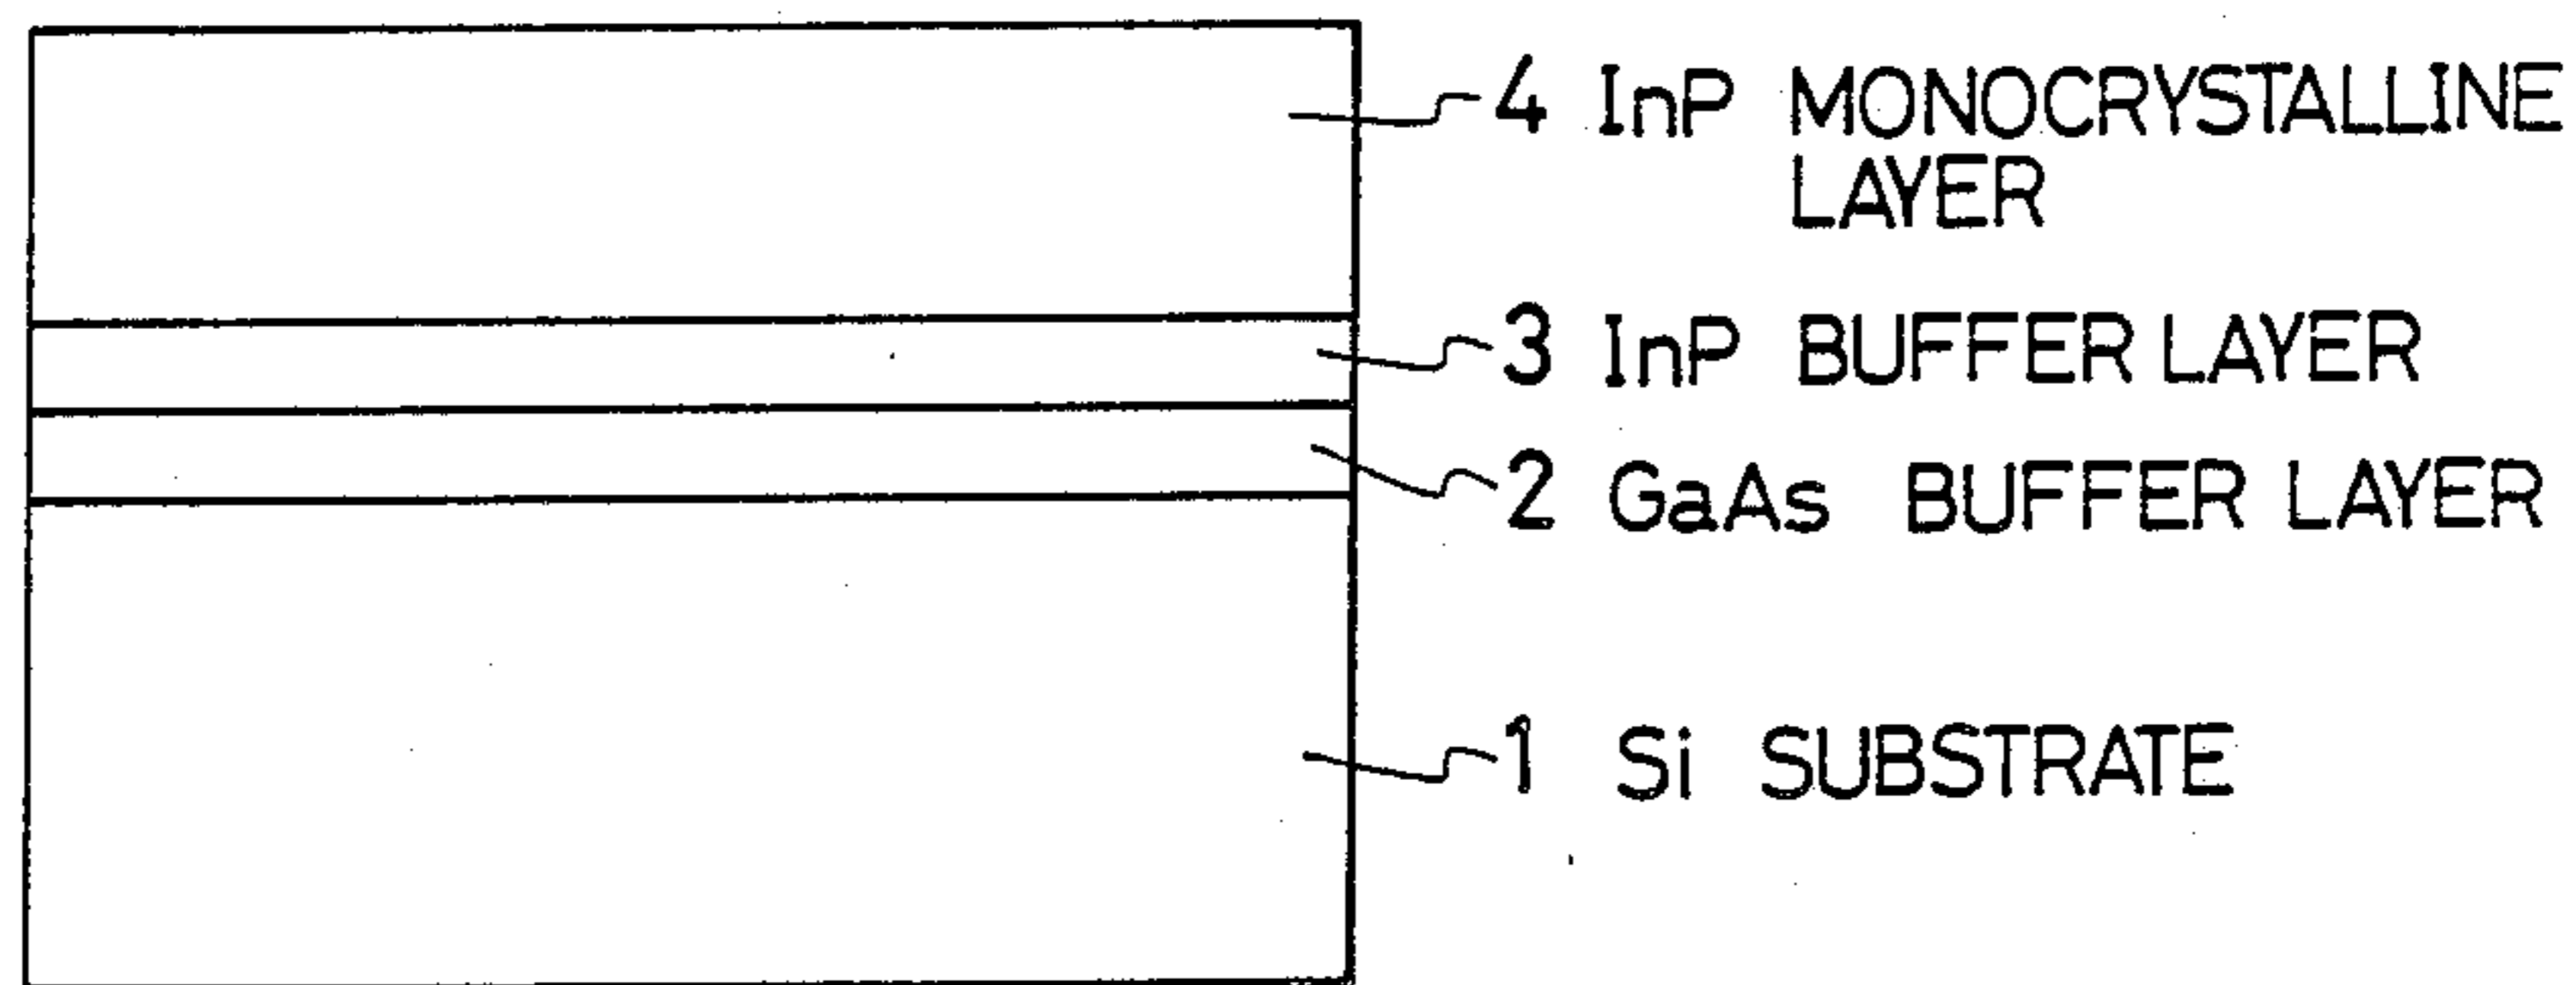 4 InP MONOCRYSTALLINE
LAYER
3 InP BUFFER LAYER
2 GaAs BUFFER LAYER
1 Si SUBSTRATE